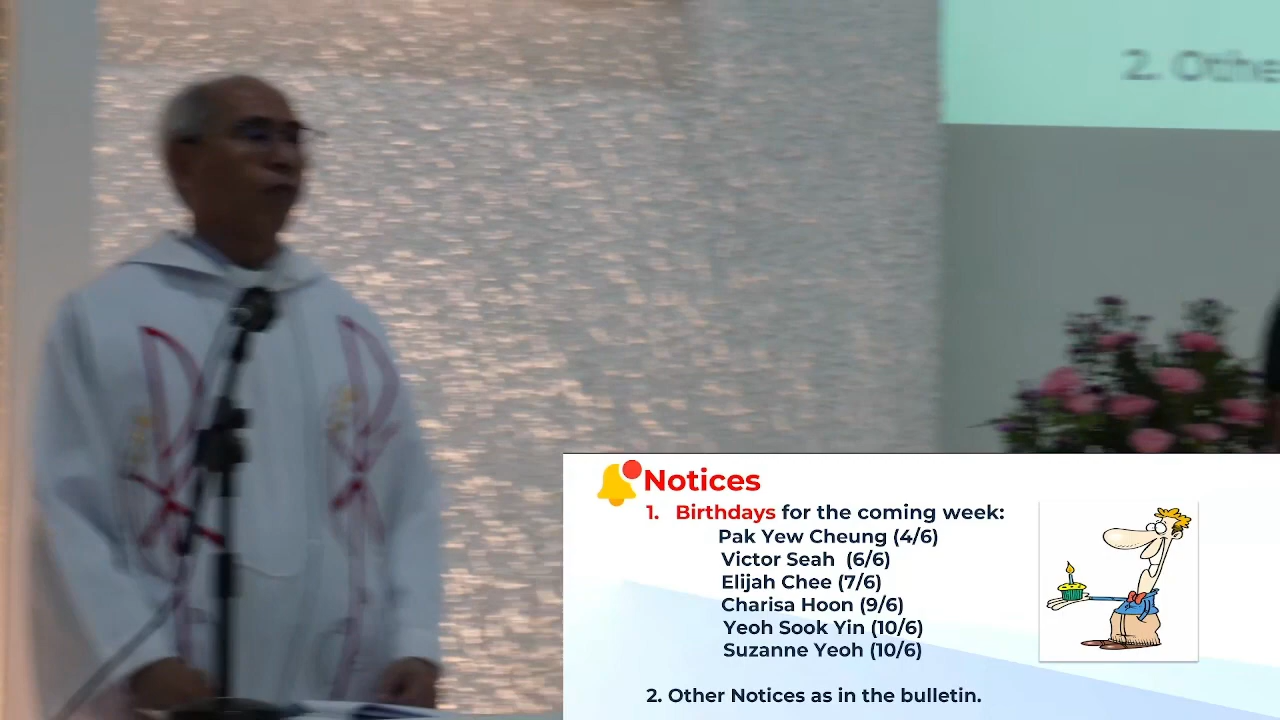 2. Othe
Notices
1. Birthdays for the coming week:
Pak Yew Cheung (4/6)
Victor Seah (6/6)
Elijah Chee (7/6)
Charisa Hoon (9/6)
Yeoh Sook Yin (10/6)
Suzanne Yeoh (10/6)
2. Other Notices as in the bulletin.